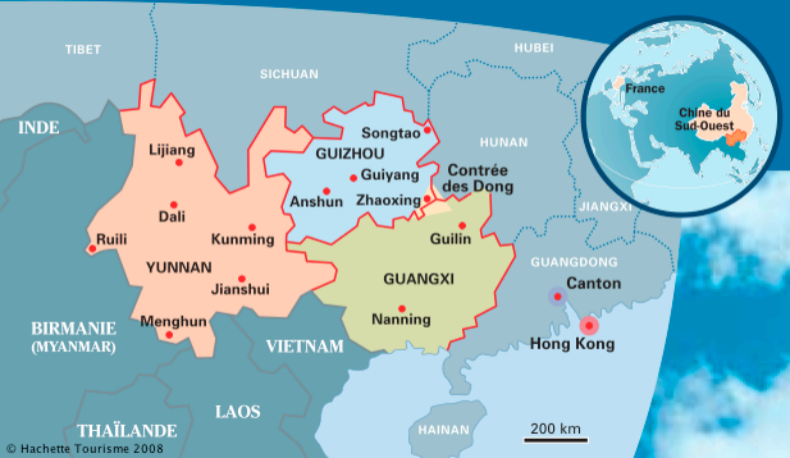 TIBET
SICHUAN
HUBEI
France
Chine du
Sud-Ouest
INDE
Songtao
HUNAN
Lijiang
GUIZHOU
Guiyang
Contrée
des Dong
Anshun
Zhaoxing
JIANGXI
Dali
Ruili
Kunming
Guilin
YUNNAN
GUANGXI
GUANGDONG
Jianshui
Canton
Menghun
Nanning
BIRMANIE
(MYANMAR)
VIETNAM
Hong Kong
LAOS
THAÏLANDE
HAINAN
200 km
© Hachette Tourisme 2008